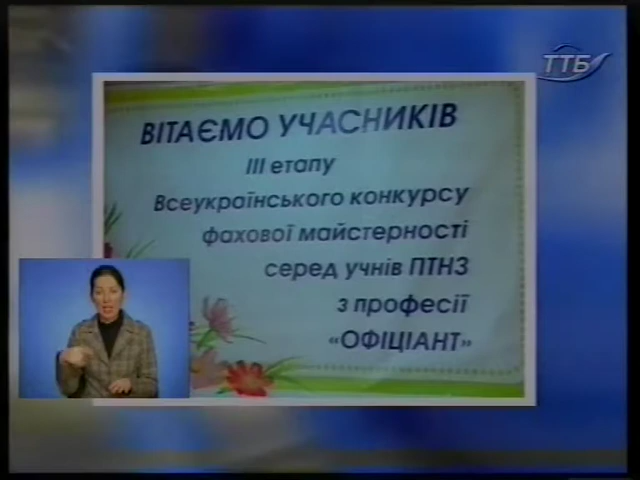 ТТБ
ВІТАЄМО УЧАСНИКІВ
ІІІ етапу
Всеукраїнського конкурсу
фахової майстерності
серед учнів ПТНЗ
з професії
«ОФІЦІАНТ»